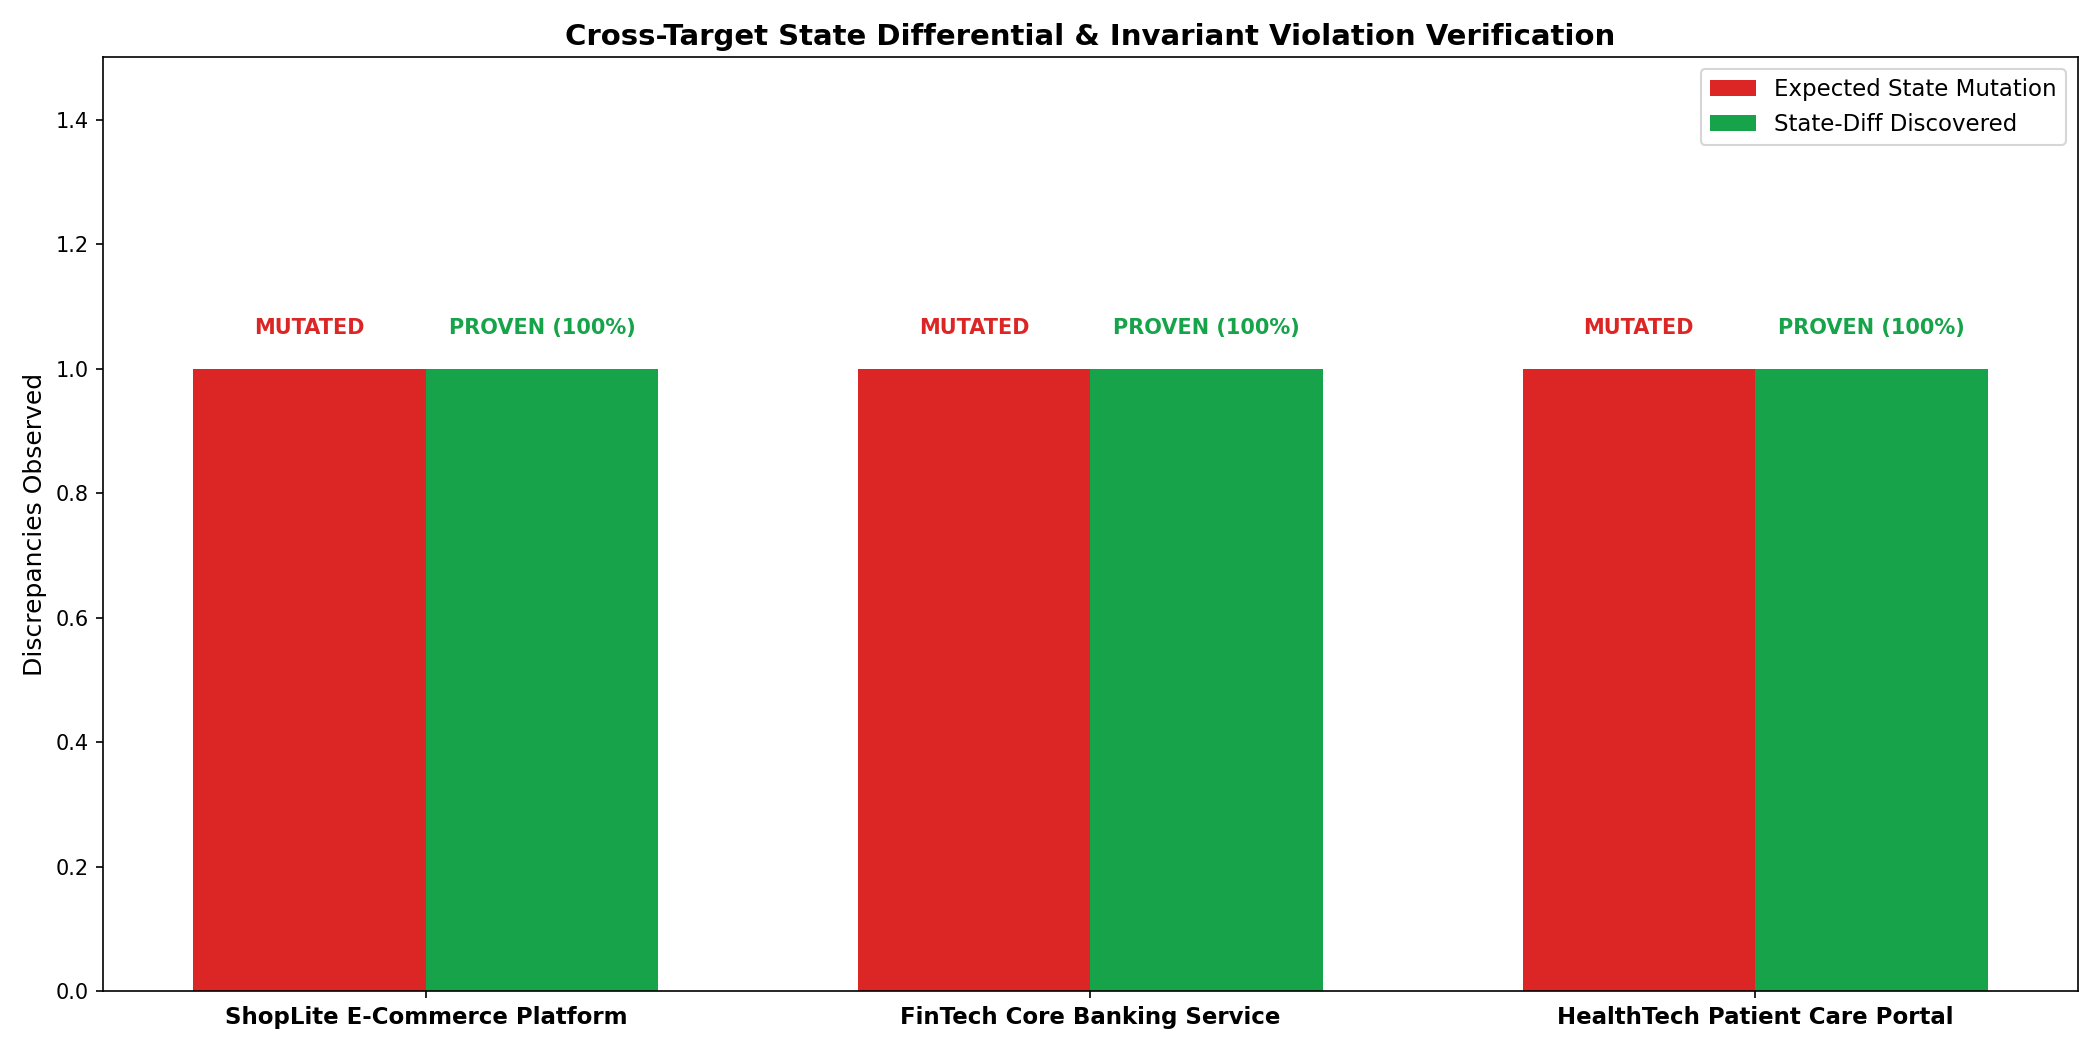 Cross-Target State Differential & Invariant Violation Verification
Expected State Mutation
State-Diff Discovered
Discrepancies Observed
1.4
1.2
1.0
0.8
0.6
0.4
0.2
0.0
MUTATED PROVEN (100%) MUTATED PROVEN (100%) MUTATED PROVEN (100%)
ShopLite E-Commerce Platform FinTech Core Banking Service HealthTech Patient Care Portal